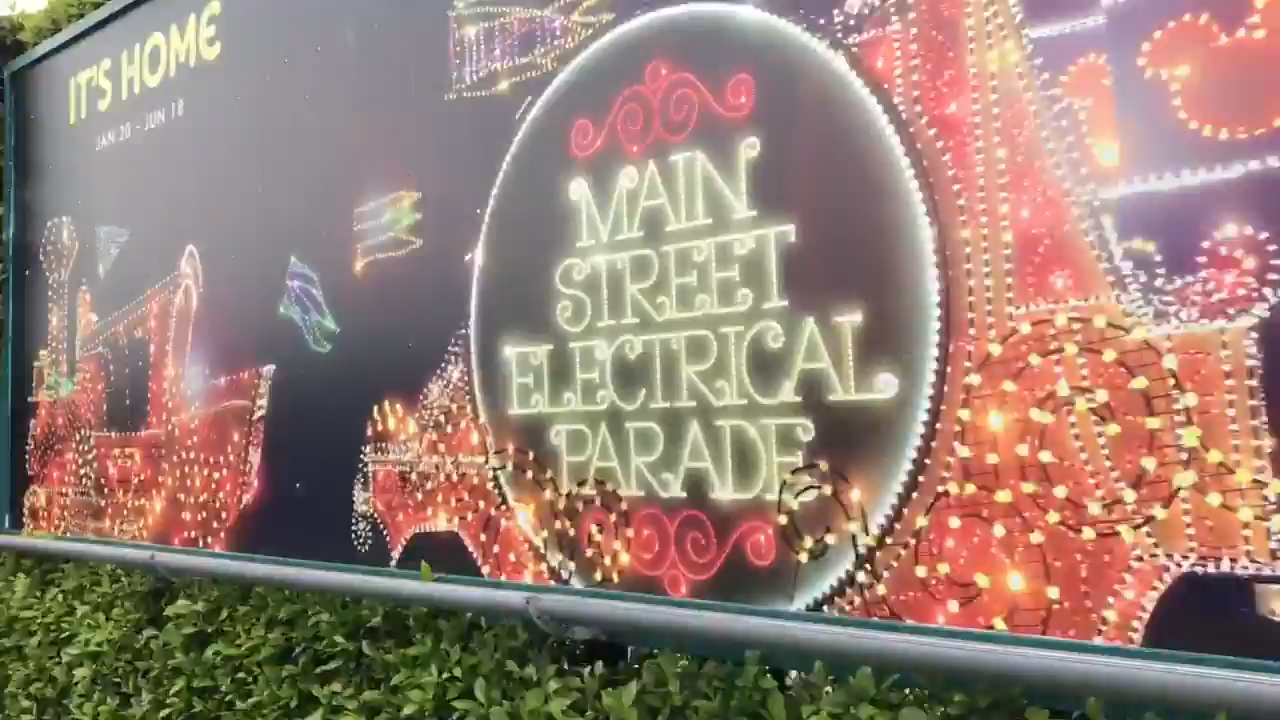 IT'S HOME
JAN 20 - JUN 18
MAIN
STREET
ELECTRICAL
PARADE